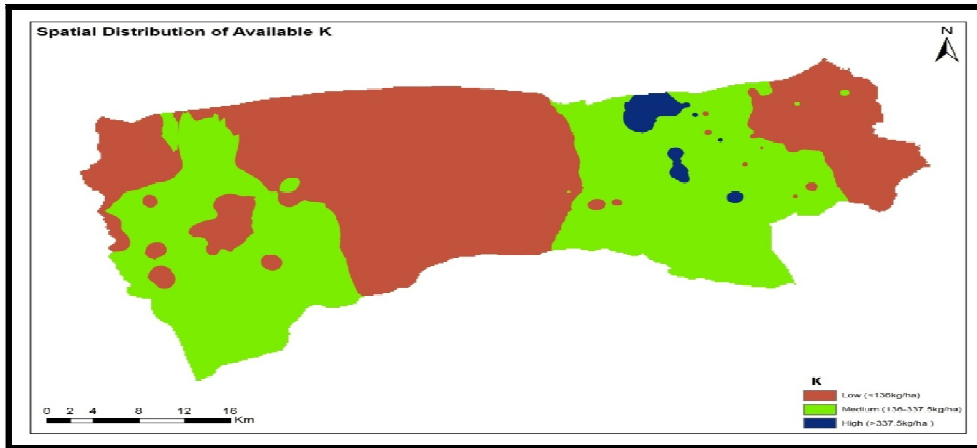 Spatial Distribution of Available K
N
K
Low (<136kg/ha)
Medium (136-337.5kg/ha)
High (>337.5kg/ha )
0 2 4 8 12 16
Km